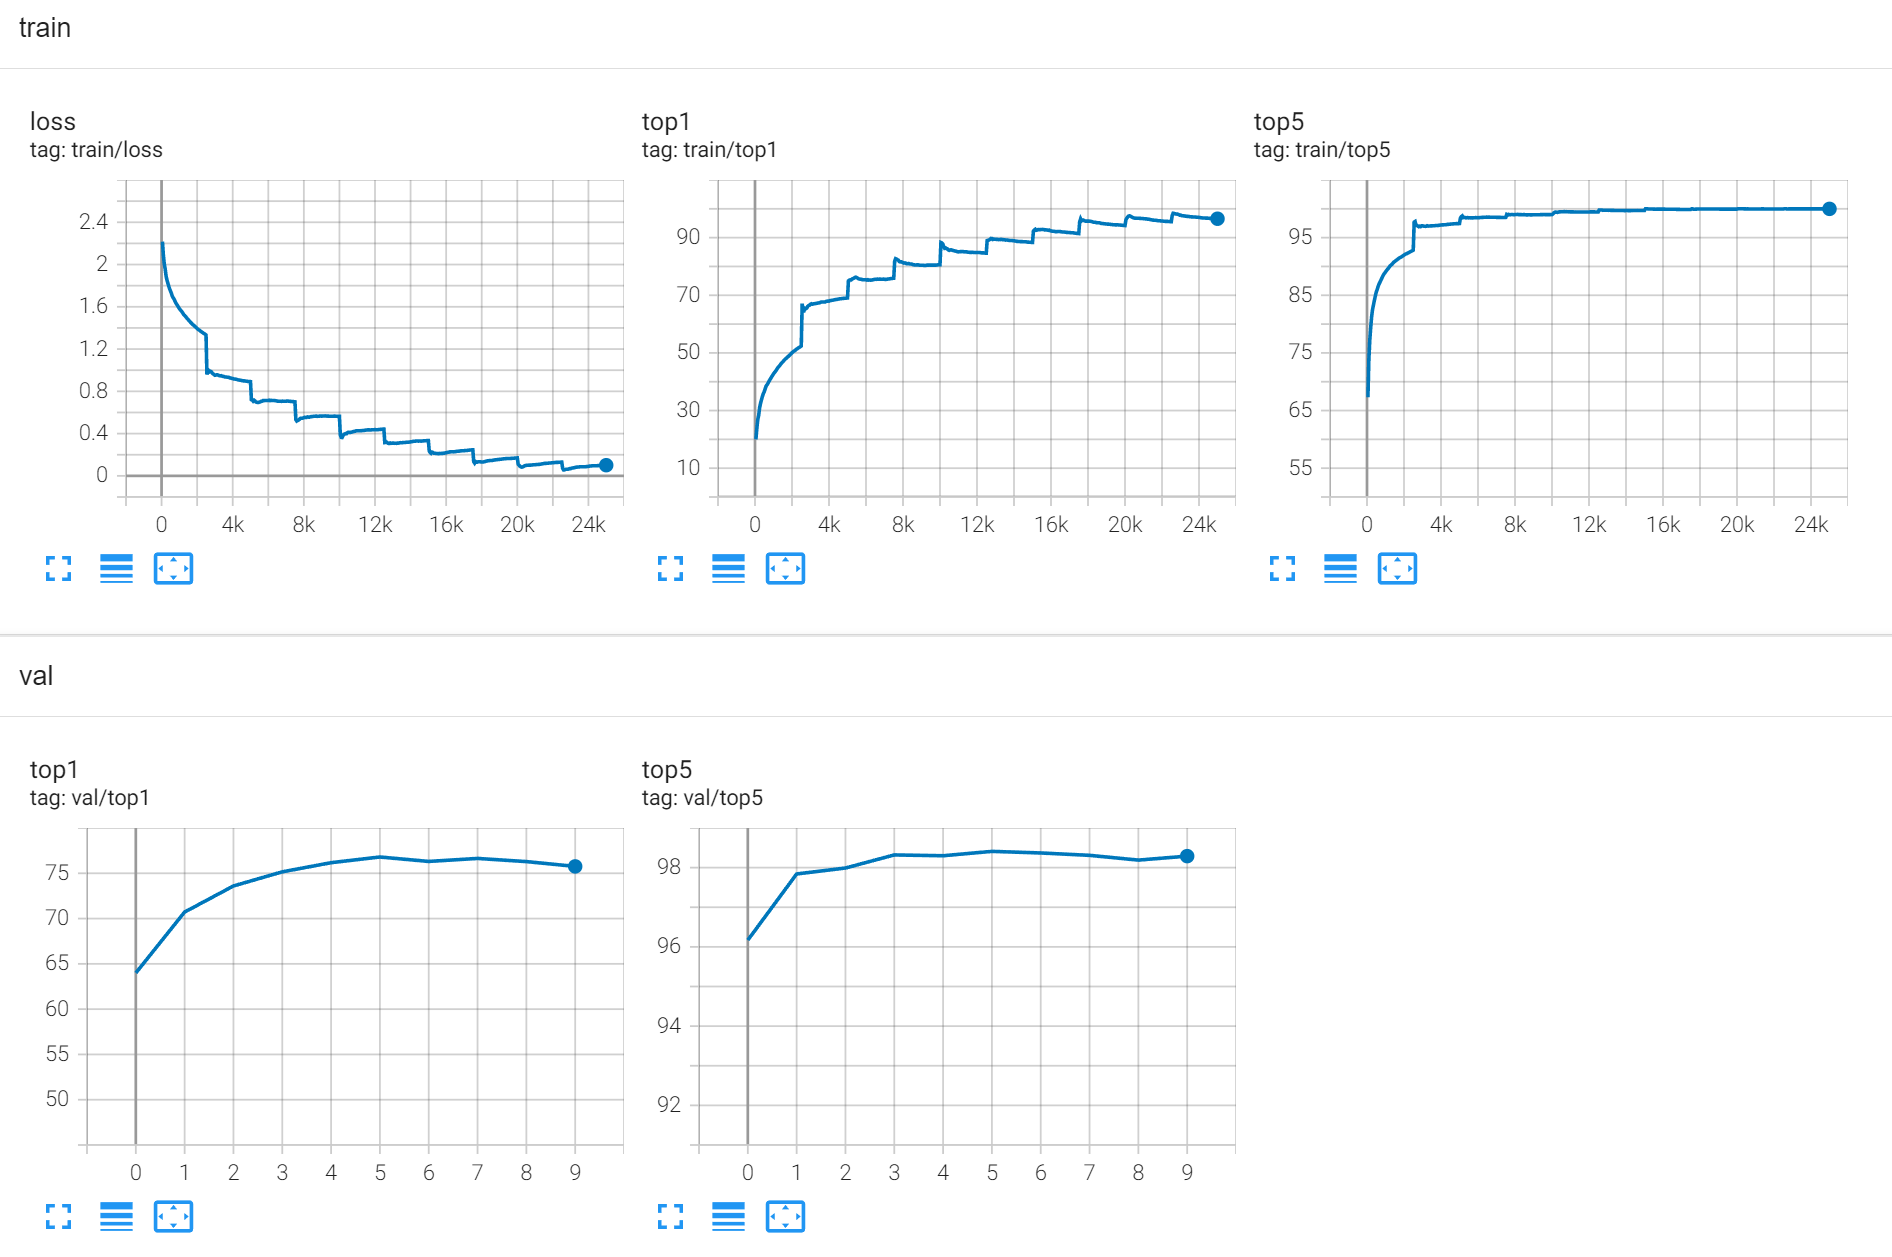 train
loss
tag: train/loss
2.4
2
1.6
1.2
0.8
0.4
0
0 4k 8k 12k 16k 20k 24k
top1
tag: train/top1
90
70
50
30
10
0 4k 8k 12k 16k 20k 24k
top5
tag: train/top5
95
85
75
65
55
0 4k 8k 12k 16k 20k 24k
val
top1
tag: val/top1
75
70
65
60
55
50
0 1 2 3 4 5 6 7 8 9
top5
tag: val/top5
98
96
94
92
0 1 2 3 4 5 6 7 8 9